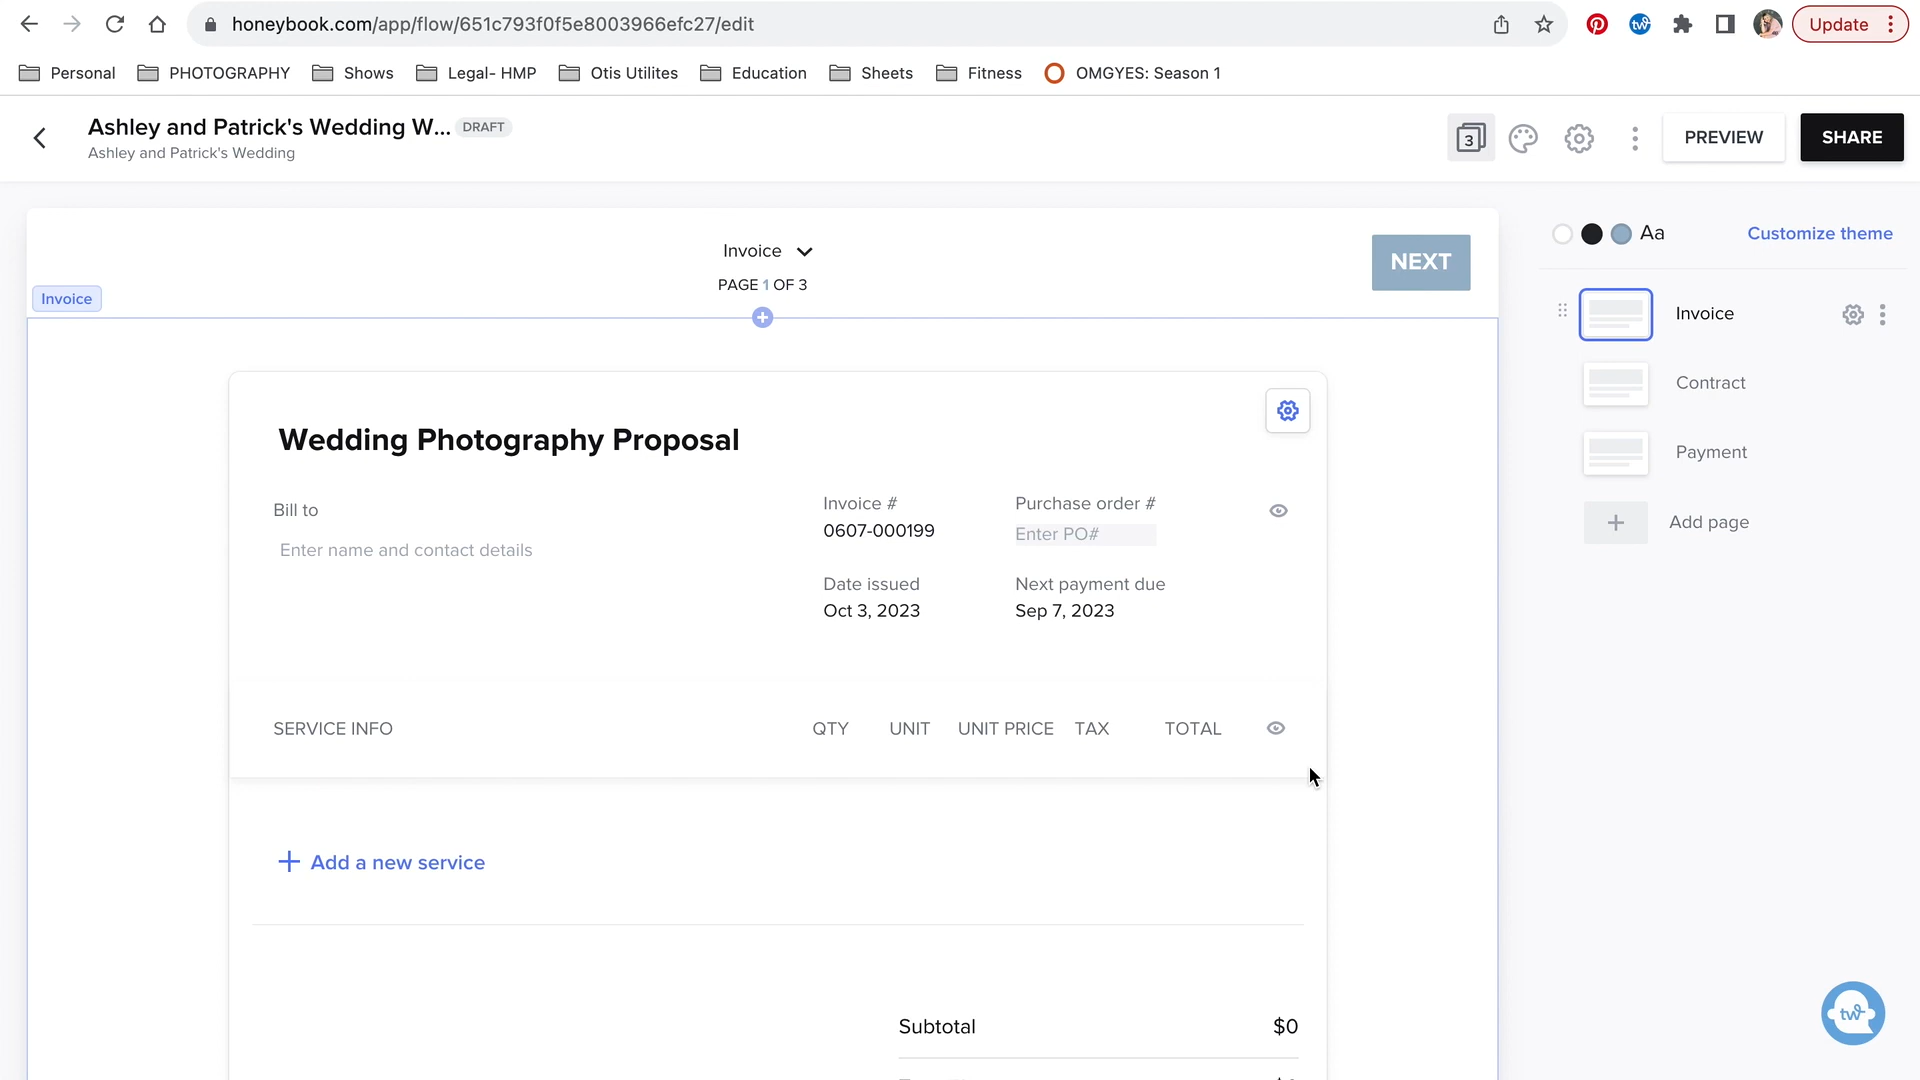 honeybook.com/app/flow/651c793f0f5e8003966efc27/edit
Update
Personal PHOTOGRAPHY Shows Legal- HMP Otis Utilites Education Sheets Fitness OMGYES: Season 1
Ashley and Patrick's Wedding W... DRAFT
Ashley and Patrick's Wedding
3
PREVIEW
SHARE
Invoice
PAGE 1 OF 3
NEXT
Invoice
Wedding Photography Proposal
Bill to
Enter name and contact details
Invoice #
0607-000199
Purchase order #
Enter PO#
Date issued
Oct 3, 2023
Next payment due
Sep 7, 2023
SERVICE INFO QTY UNIT UNIT PRICE TAX TOTAL
+ Add a new service
Subtotal $0
Aa Customize theme
Invoice
Contract
Payment
+ Add page
tw